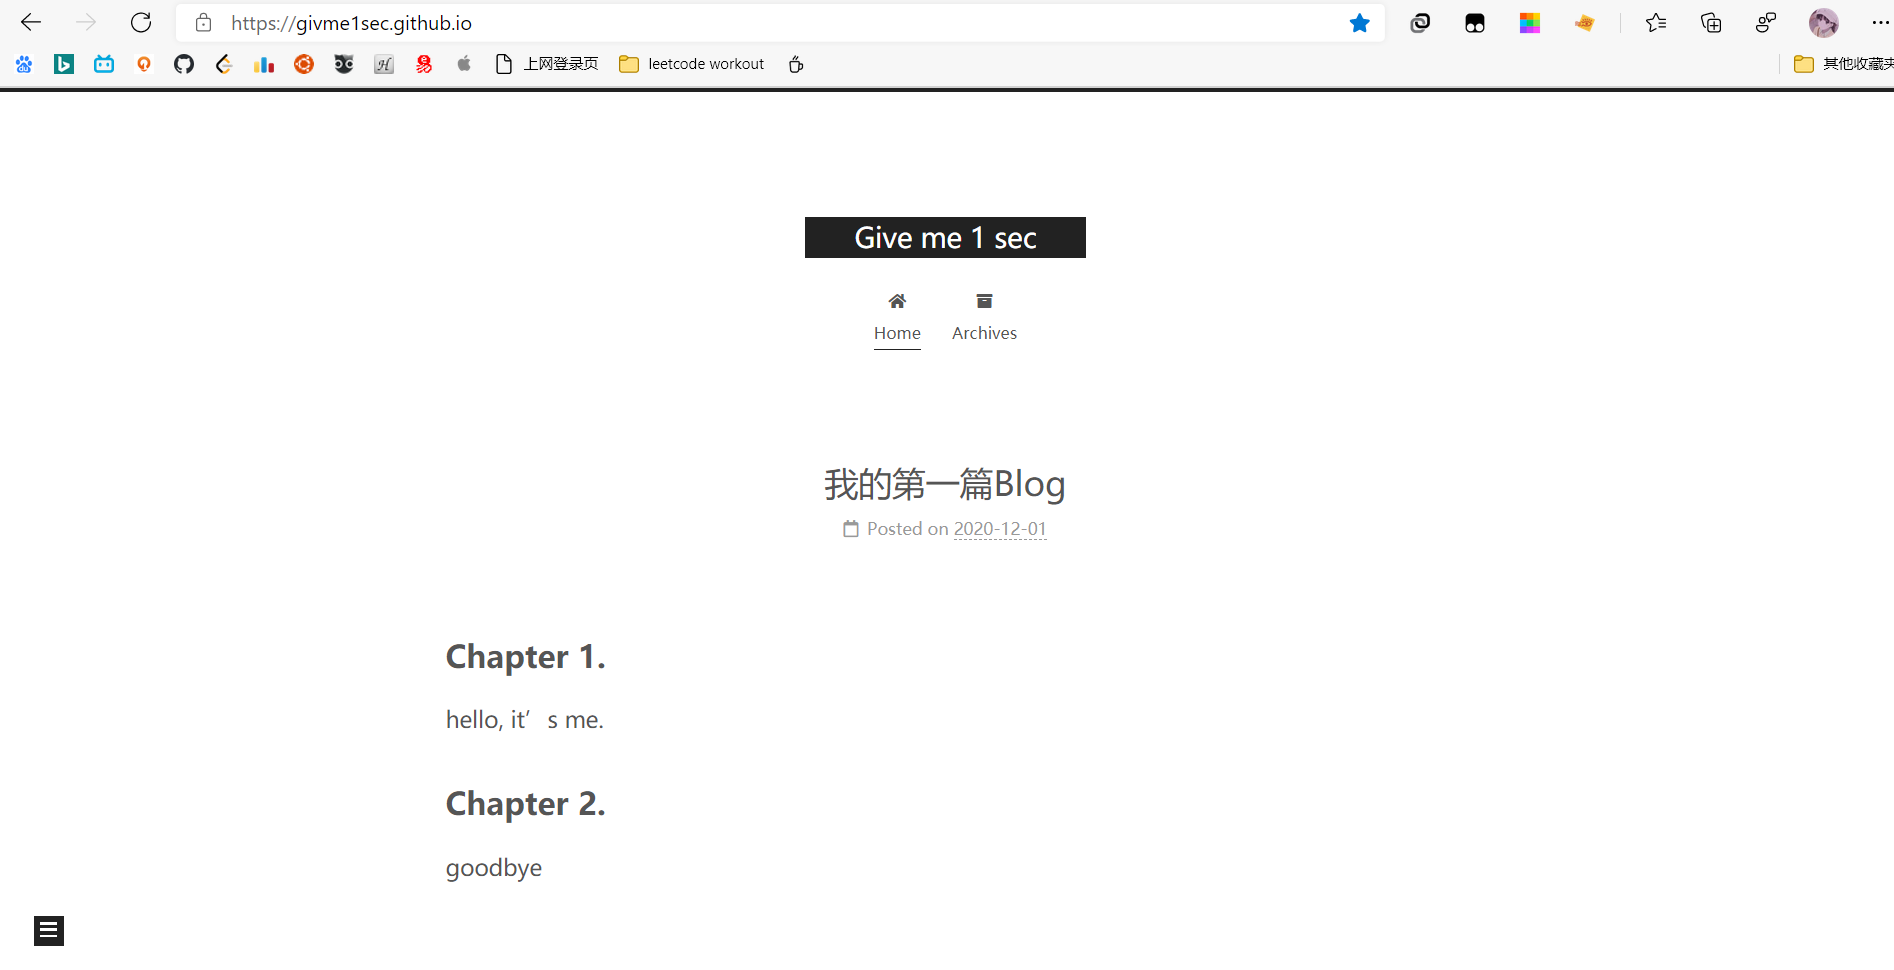 https://givme1sec.github.io
上网登录页 leetcode workout 其他收藏夹
Give me 1 sec
Home Archives
我的第一篇Blog
Posted on 2020-12-01
Chapter 1.
hello, it’s me.
Chapter 2.
goodbye